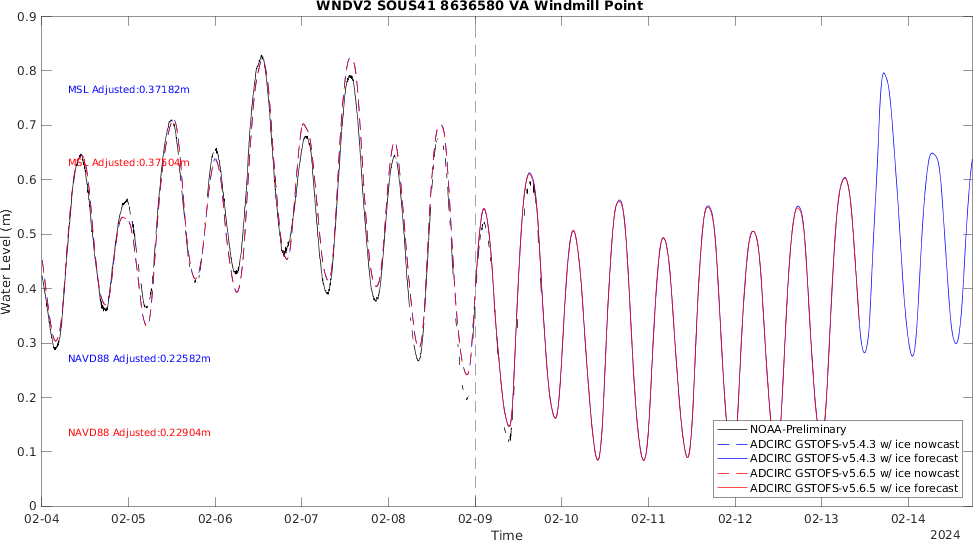 WNDV2 SOUS41 8636580 VA Windmill Point
0.9
0.8
0.7
0.6
0.5
0.4
0.3
0.2
0.1
0
Water Level (m)
MSL Adjusted:0.37182m
MSL Adjusted:0.37504m
NAVD88 Adjusted:0.22582m
NAVD88 Adjusted:0.22904m
NOAA-Preliminary
ADCIRC GSTOFS-v5.4.3 w/ ice nowcast
ADCIRC GSTOFS-v5.4.3 w/ ice forecast
ADCIRC GSTOFS-v5.6.5 w/ ice nowcast
ADCIRC GSTOFS-v5.6.5 w/ ice forecast
02-04 02-05 02-06 02-07 02-08 02-09 02-10 02-11 02-12 02-13 02-14
Time
2024